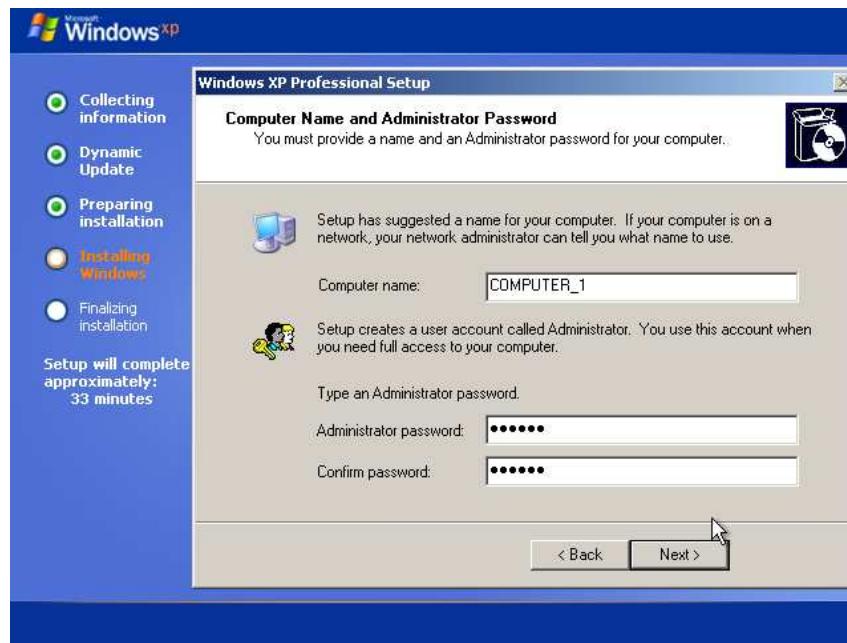 Microsoft
Windows xp
Collecting
information
Dynamic
Update
Preparing
installation
Installing
Windows
Finalizing
installation
Setup will complete
approximately:
33 minutes
Windows XP Professional Setup
Computer Name and Administrator Password
You must provide a name and an Administrator password for your computer.
Setup has suggested a name for your computer. If your computer is on a
network, your network administrator can tell you what name to use.
Computer name:
COMPUTER_1
Setup creates a user account called Administrator. You use this account when
you need full access to your computer.
Type an Administrator password.
Administrator password:
••••••
Confirm password:
••••••
< Back
Next >